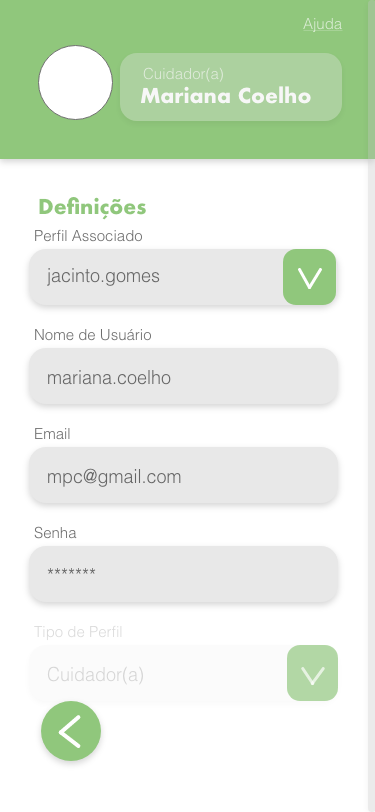 Ajuda
Cuidador(a)
Mariana Coelho
Definições
Perfil Associado
jacinto.gomes
Nome de Usuário
mariana.coelho
Email
mpc@gmail.com
Senha
*******
Tipo de Perfil
Cuidador(a)